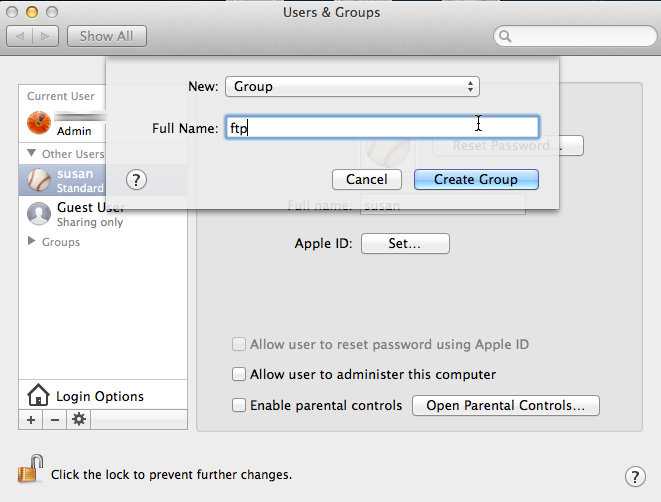 Users & Groups
Show All
New: Group
Full Name: ftp
Cancel
Create Group
Current User
Admin
Other Users
susan
Standard
Guest User
Sharing only
Groups
Login Options
Reset Password...
Full name: susan
Apple ID: Set...
Allow user to reset password using Apple ID
Allow user to administer this computer
Enable parental controls
Open Parental Controls...
Click the lock to prevent further changes.